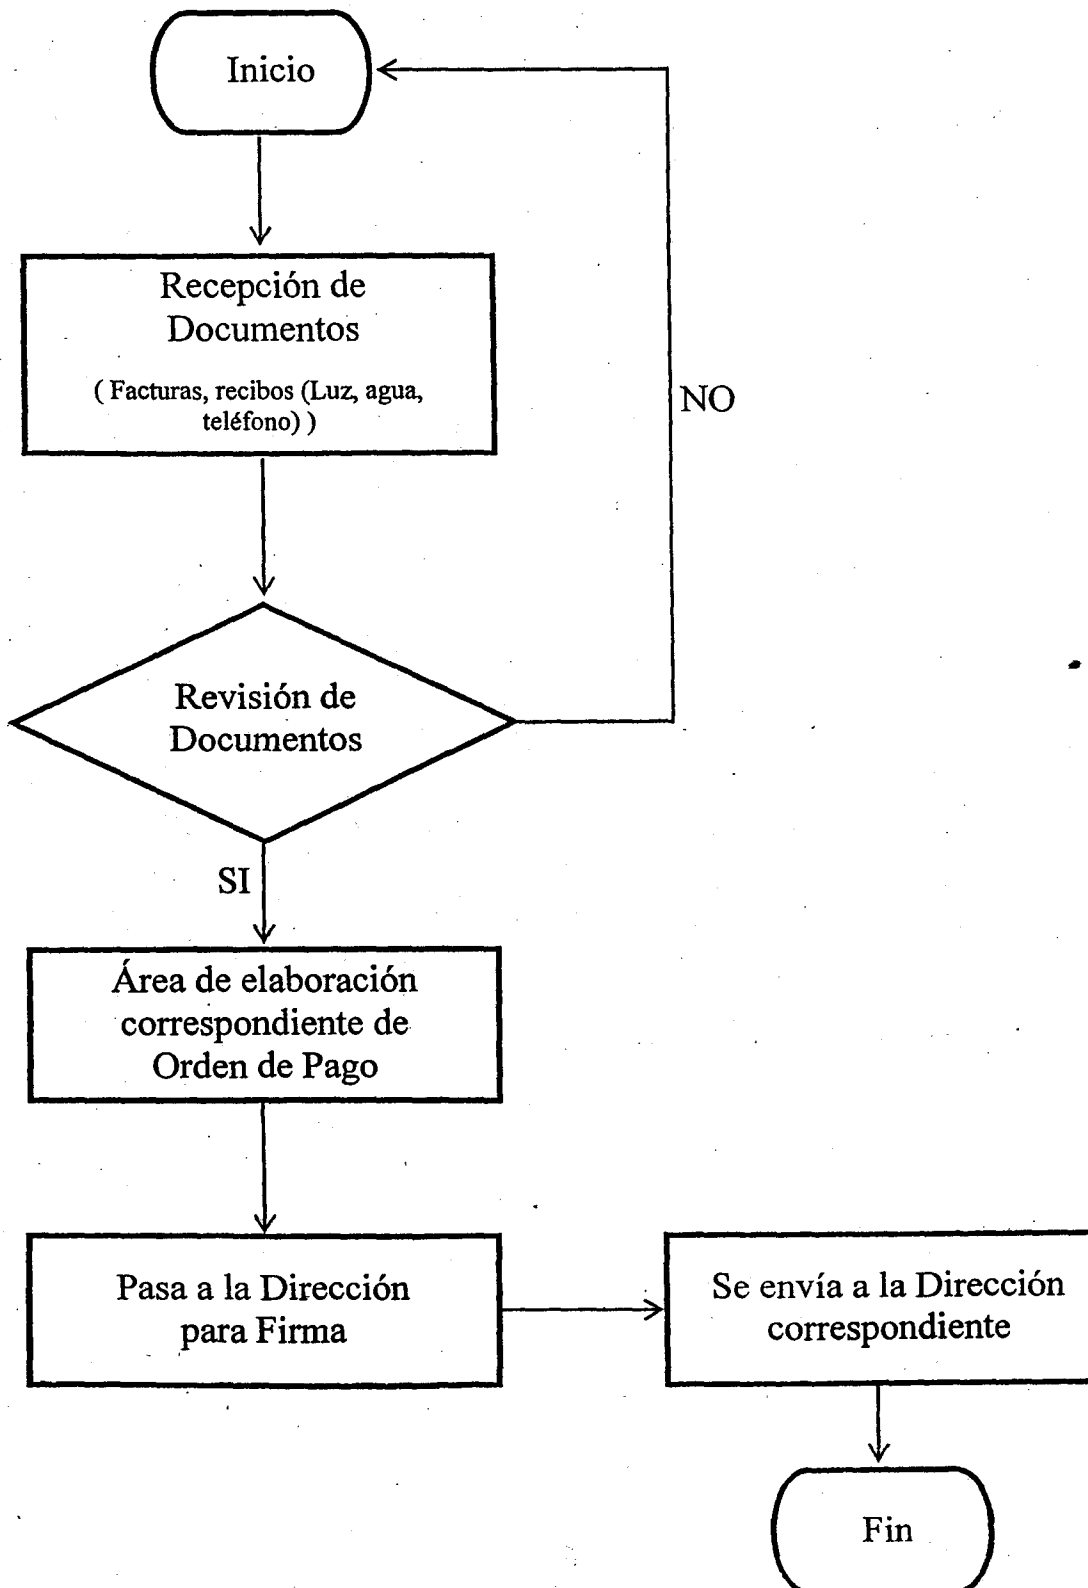 Inicio
Recepción de
Documentos
( Facturas, recibos (Luz, agua,
teléfono) )
NO
Revisión de
Documentos
SI
Área de elaboración
correspondiente de
Orden de Pago
Pasa a la Dirección
para Firma
Se envía a la Dirección
correspondiente
Fin